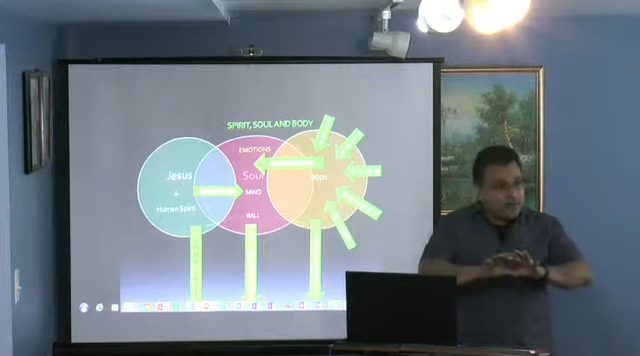 SPIRIT, SOUL AND BODY
EMOTIONS
Jesus
Soul
BODY
+
MIND
Human Spirit
WILL